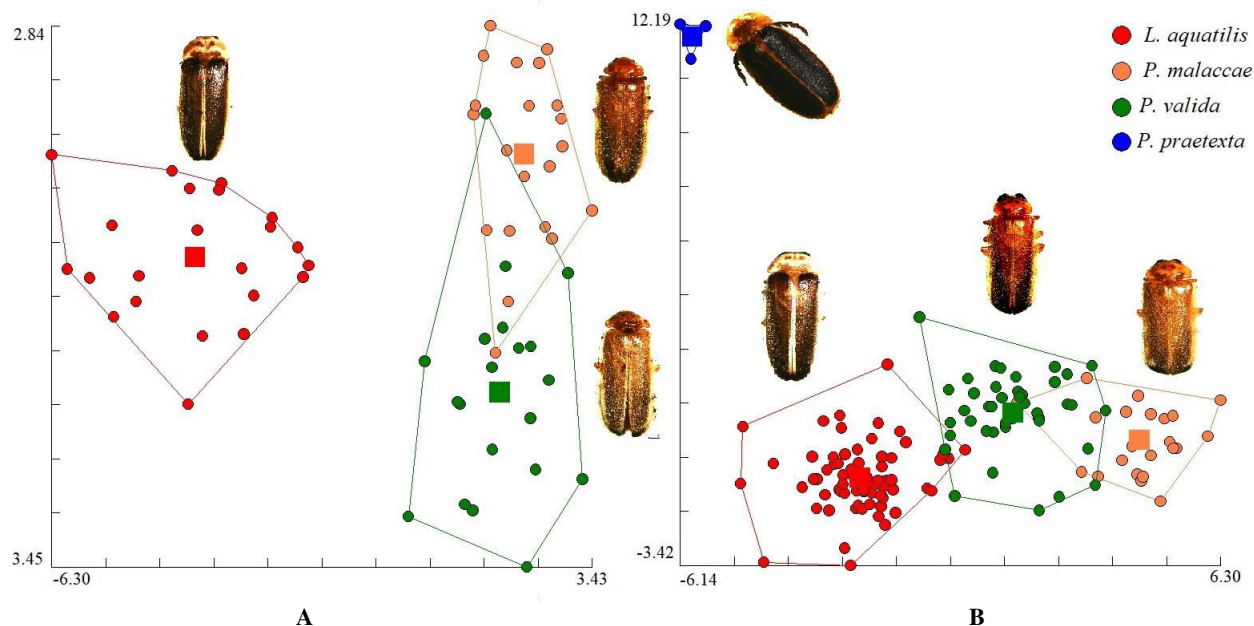 2.84
3.45
-6.30
3.43
A
12.19
-3.42
-6.14
6.30
B
L. aquatilis
P. malaccae
P. valida
P. praetexta